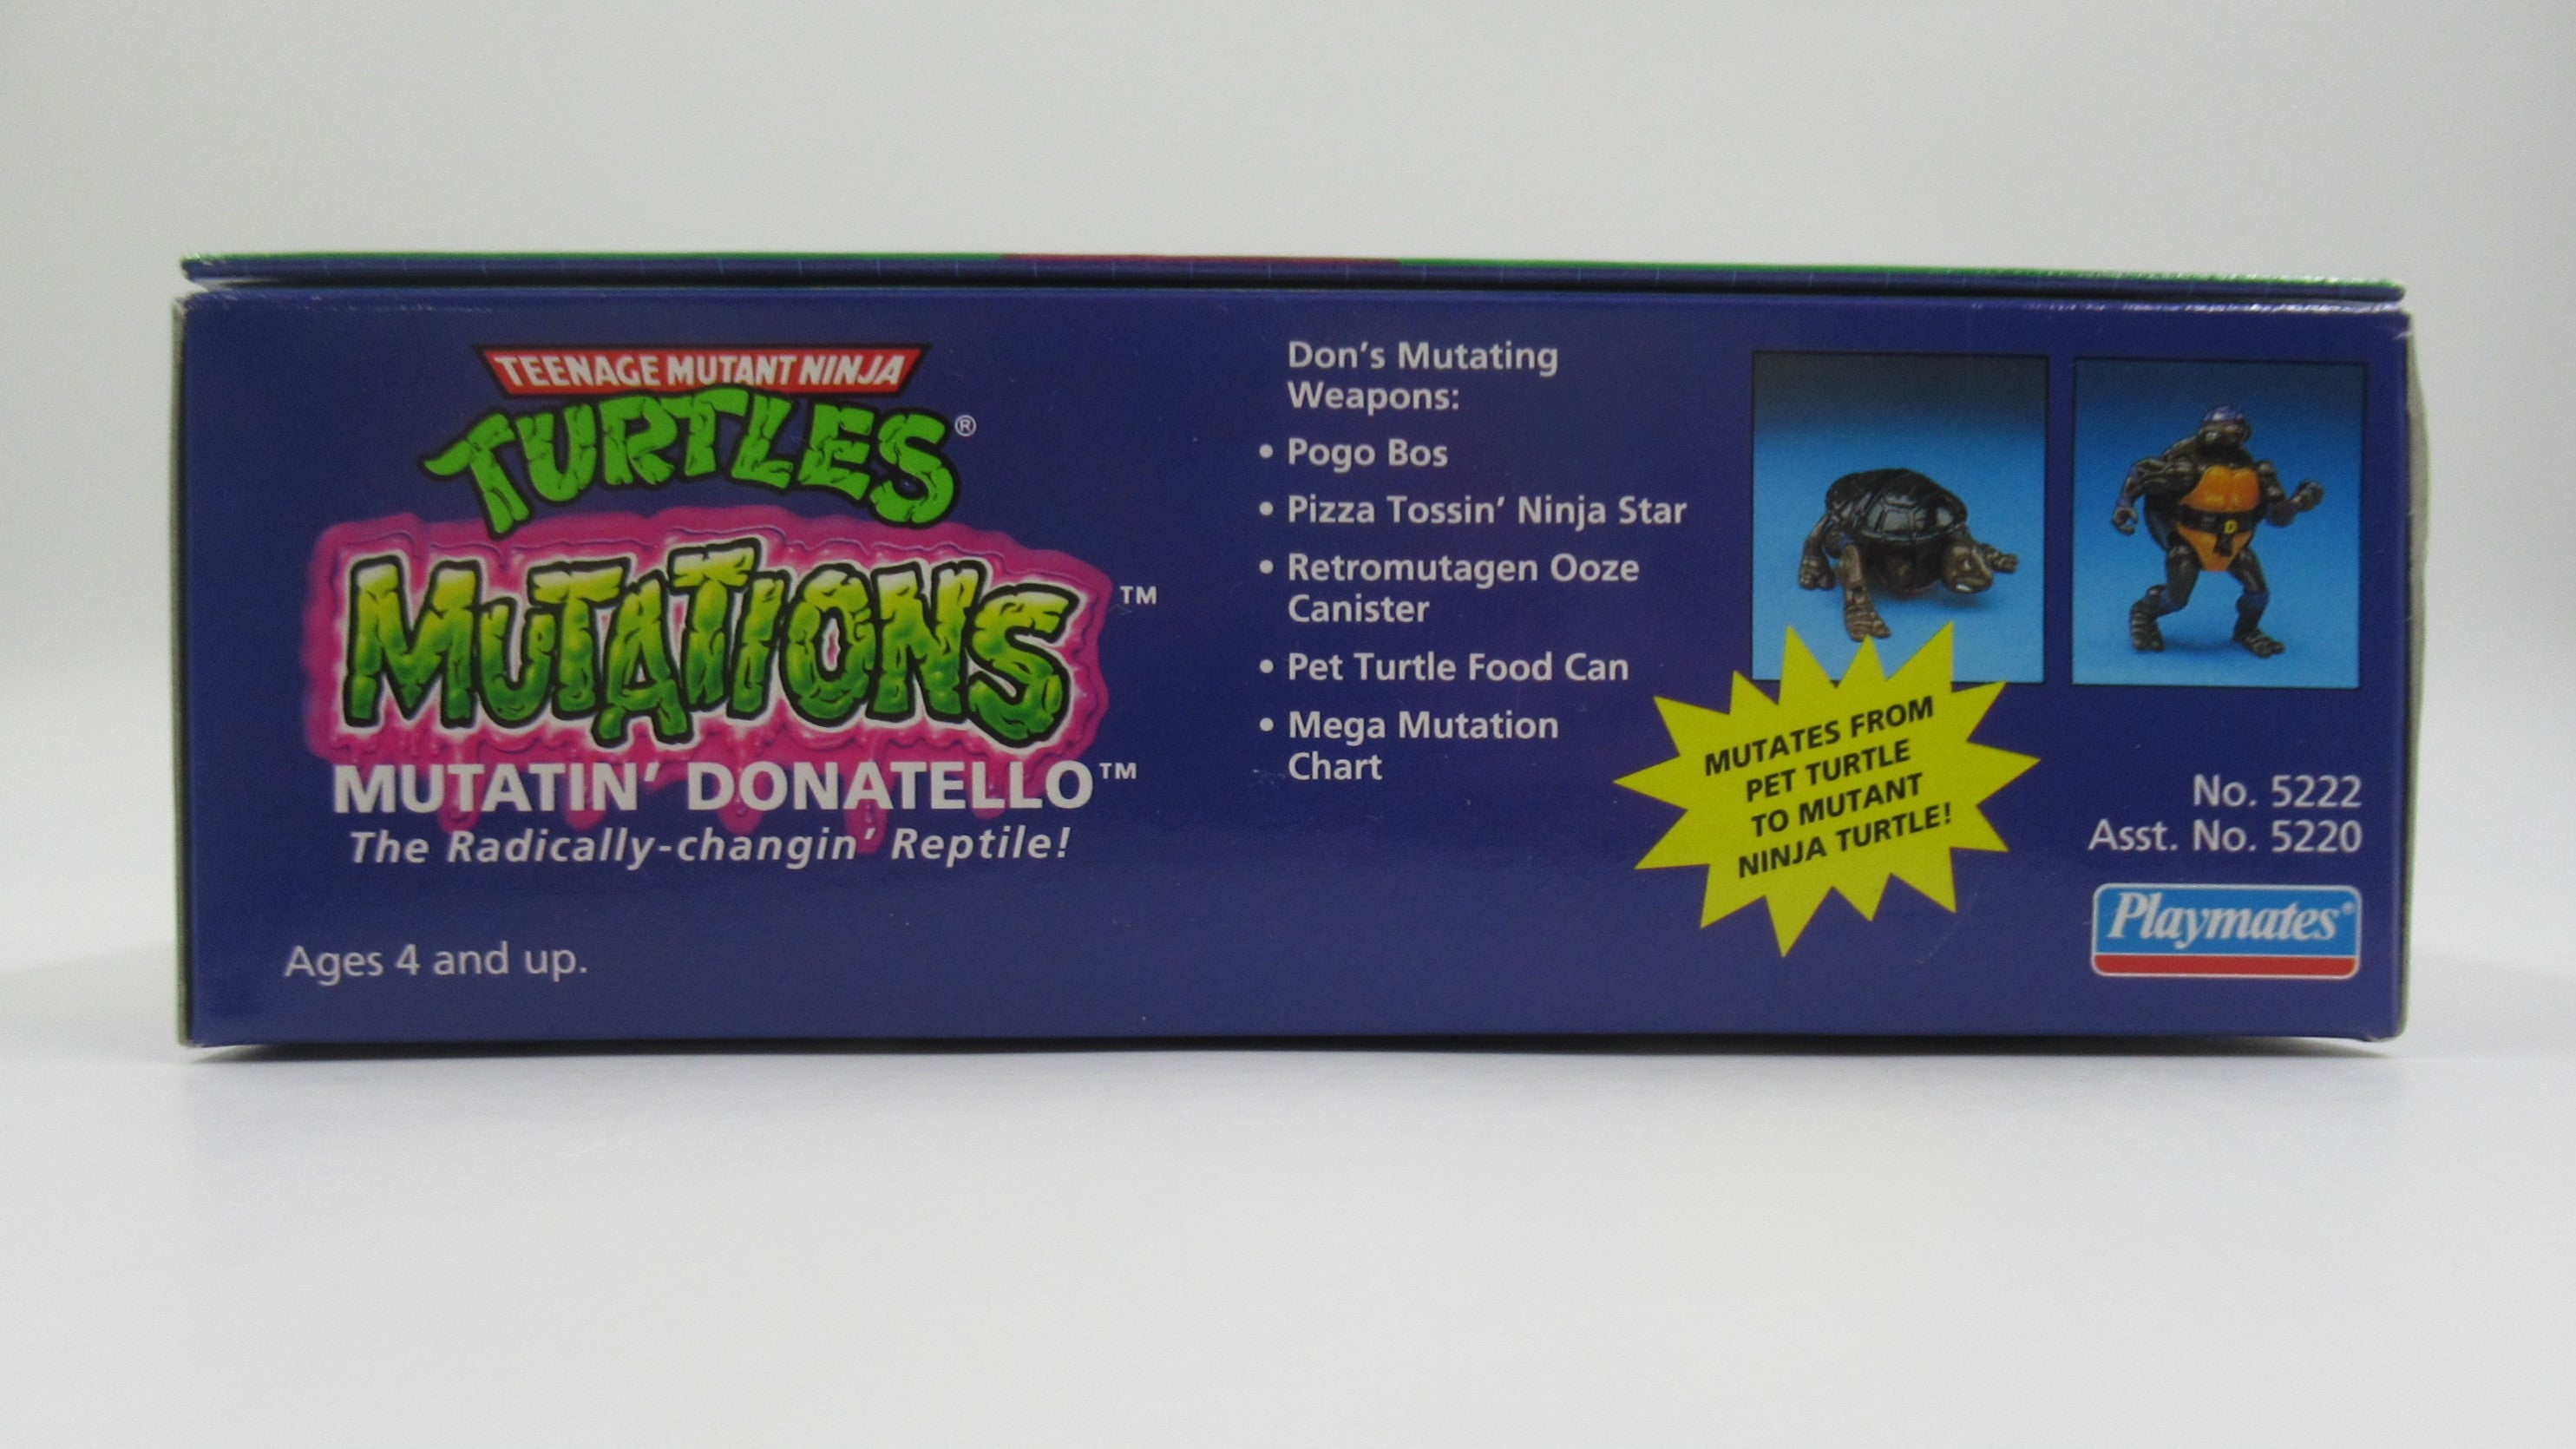 TEENAGE MUTANT NINJA
TURTLES®
MUTATIONS™
MUTATIN' DONATELLO™
The Radically-changin' Reptile!
Ages 4 and up.
Don's Mutating
Weapons:
• Pogo Bos
• Pizza Tossin' Ninja Star
• Retromutagen Ooze
Canister
• Pet Turtle Food Can
• Mega Mutation
Chart
D
MUTATES FROM
PET TURTLE
TO MUTANT
NINJA TURTLE!
No. 5222
Asst. No. 5220
Playmates®